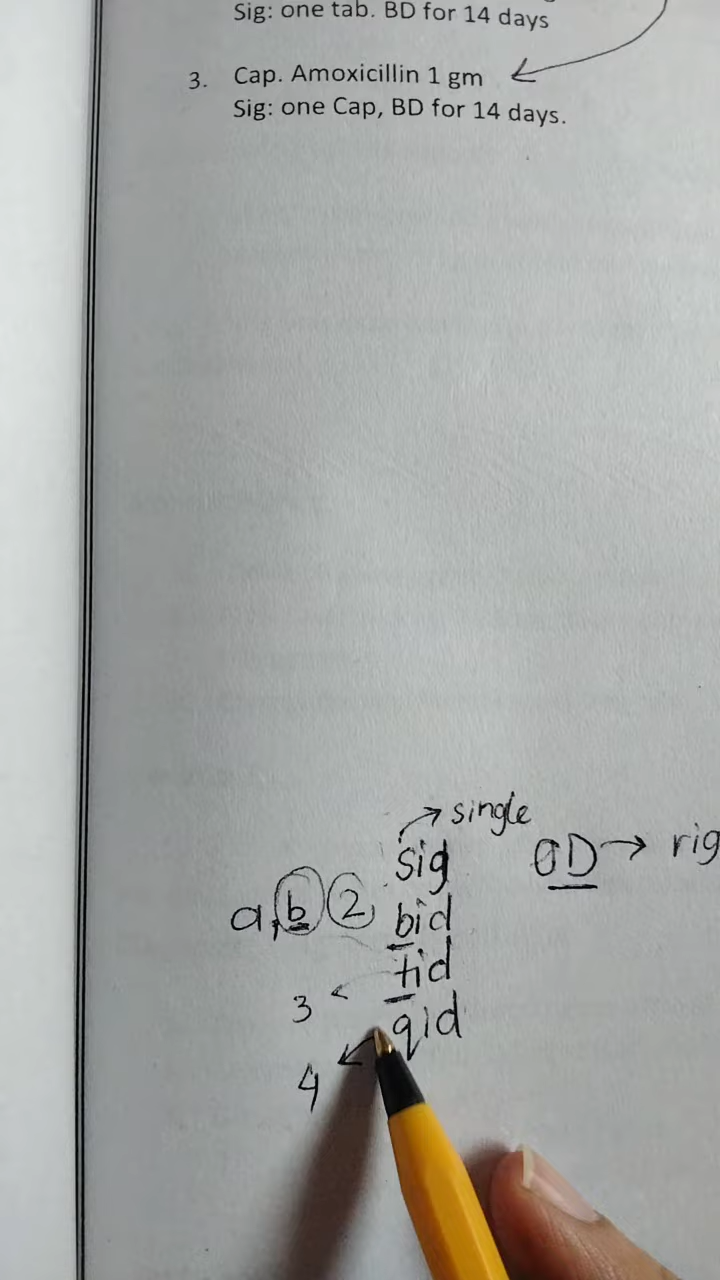 Sig: one tab. BD for 14 days
3. Cap. Amoxicillin 1 gm
Sig: one Cap, BD for 14 days.
single
sig
OD → rig
a, b 2 bid
tid
3
qid
4